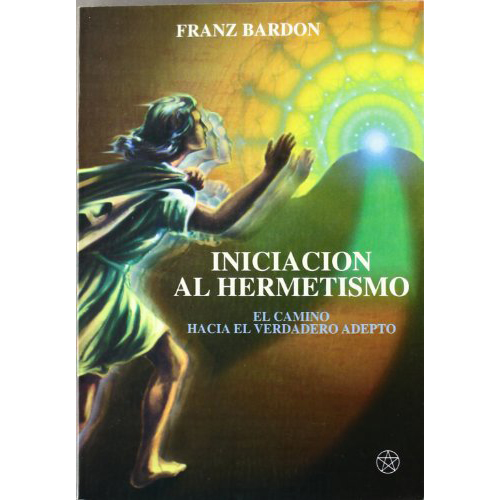 FRANZ BARDON
INICIACION
AL HERMETISMO
EL CAMINO
HACIA EL VERDADERO ADEPTO